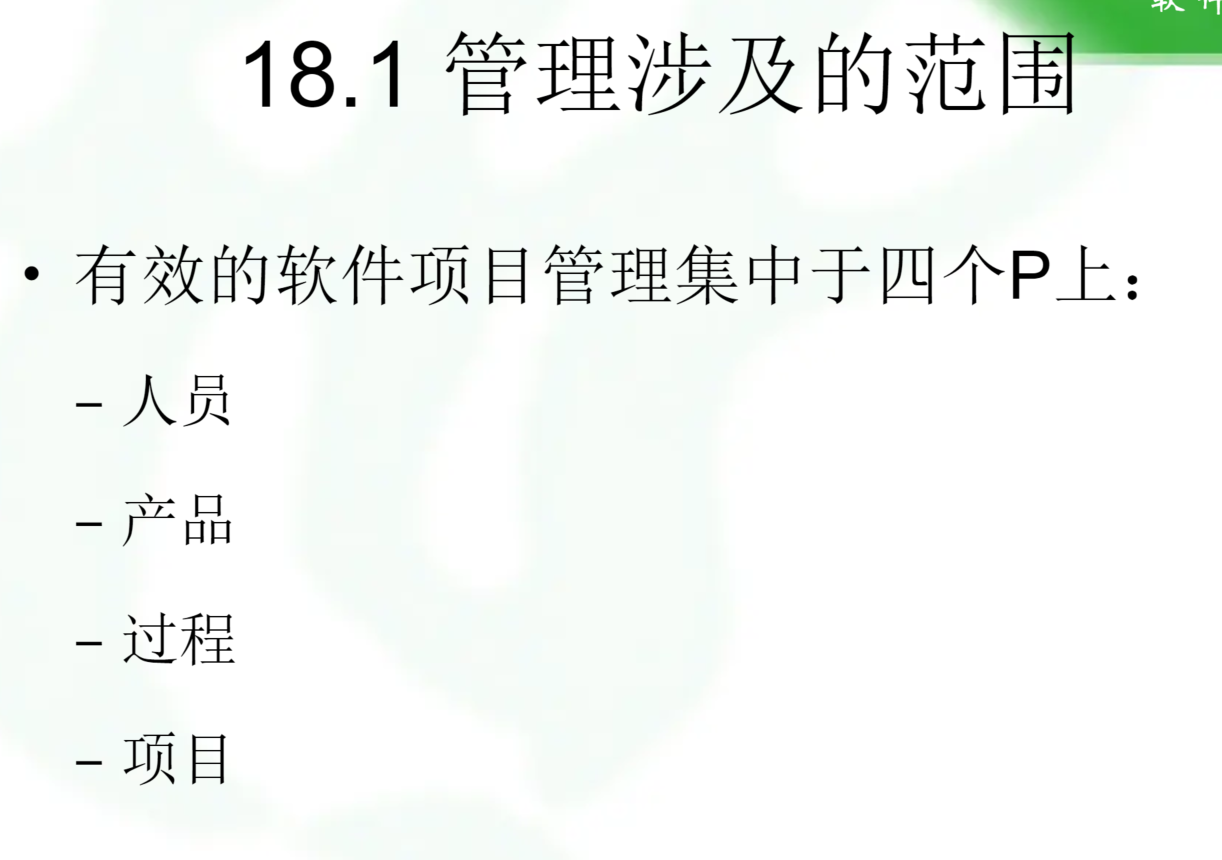 18.1 管理涉及的范围
• 有效的软件项目管理集中于四个P上：
– 人员
– 产品
– 过程
– 项目